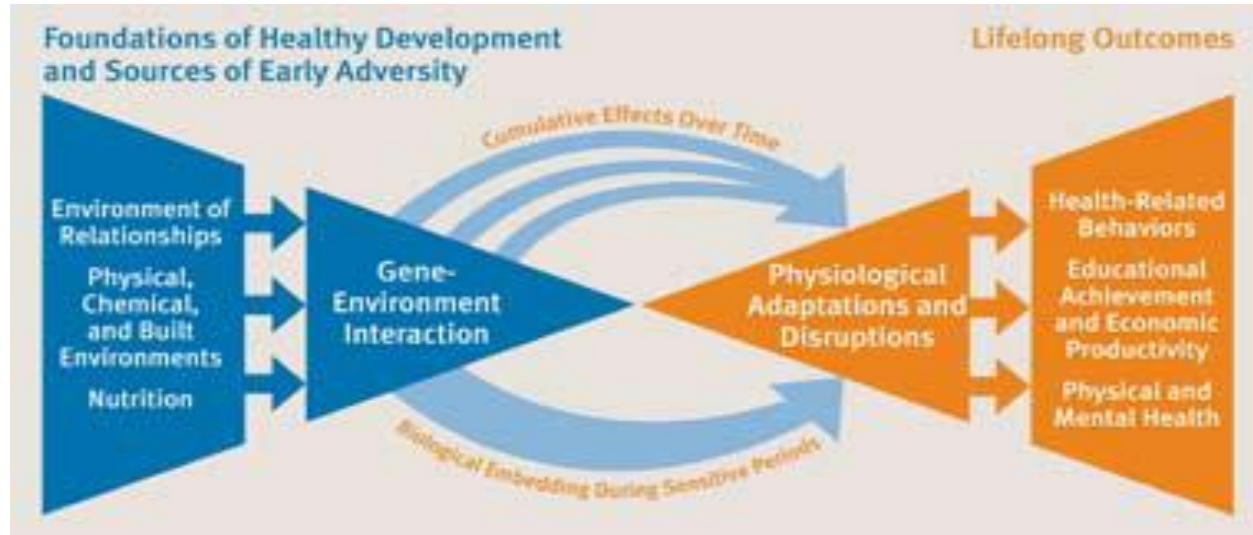 Foundations of Healthy Development
and Sources of Early Adversity
Lifelong Outcomes
Environment of
Relationships
Physical,
Chemical,
and Built
Environments
Nutrition
Gene-
Environment
Interaction
Cumulative Effects Over Time
Biological Embedding During Sensitive Periods
Physiological
Adaptations and
Disruptions
Health-Related
Behaviors
Educational
Achievement
and Economic
Productivity
Physical and
Mental Health